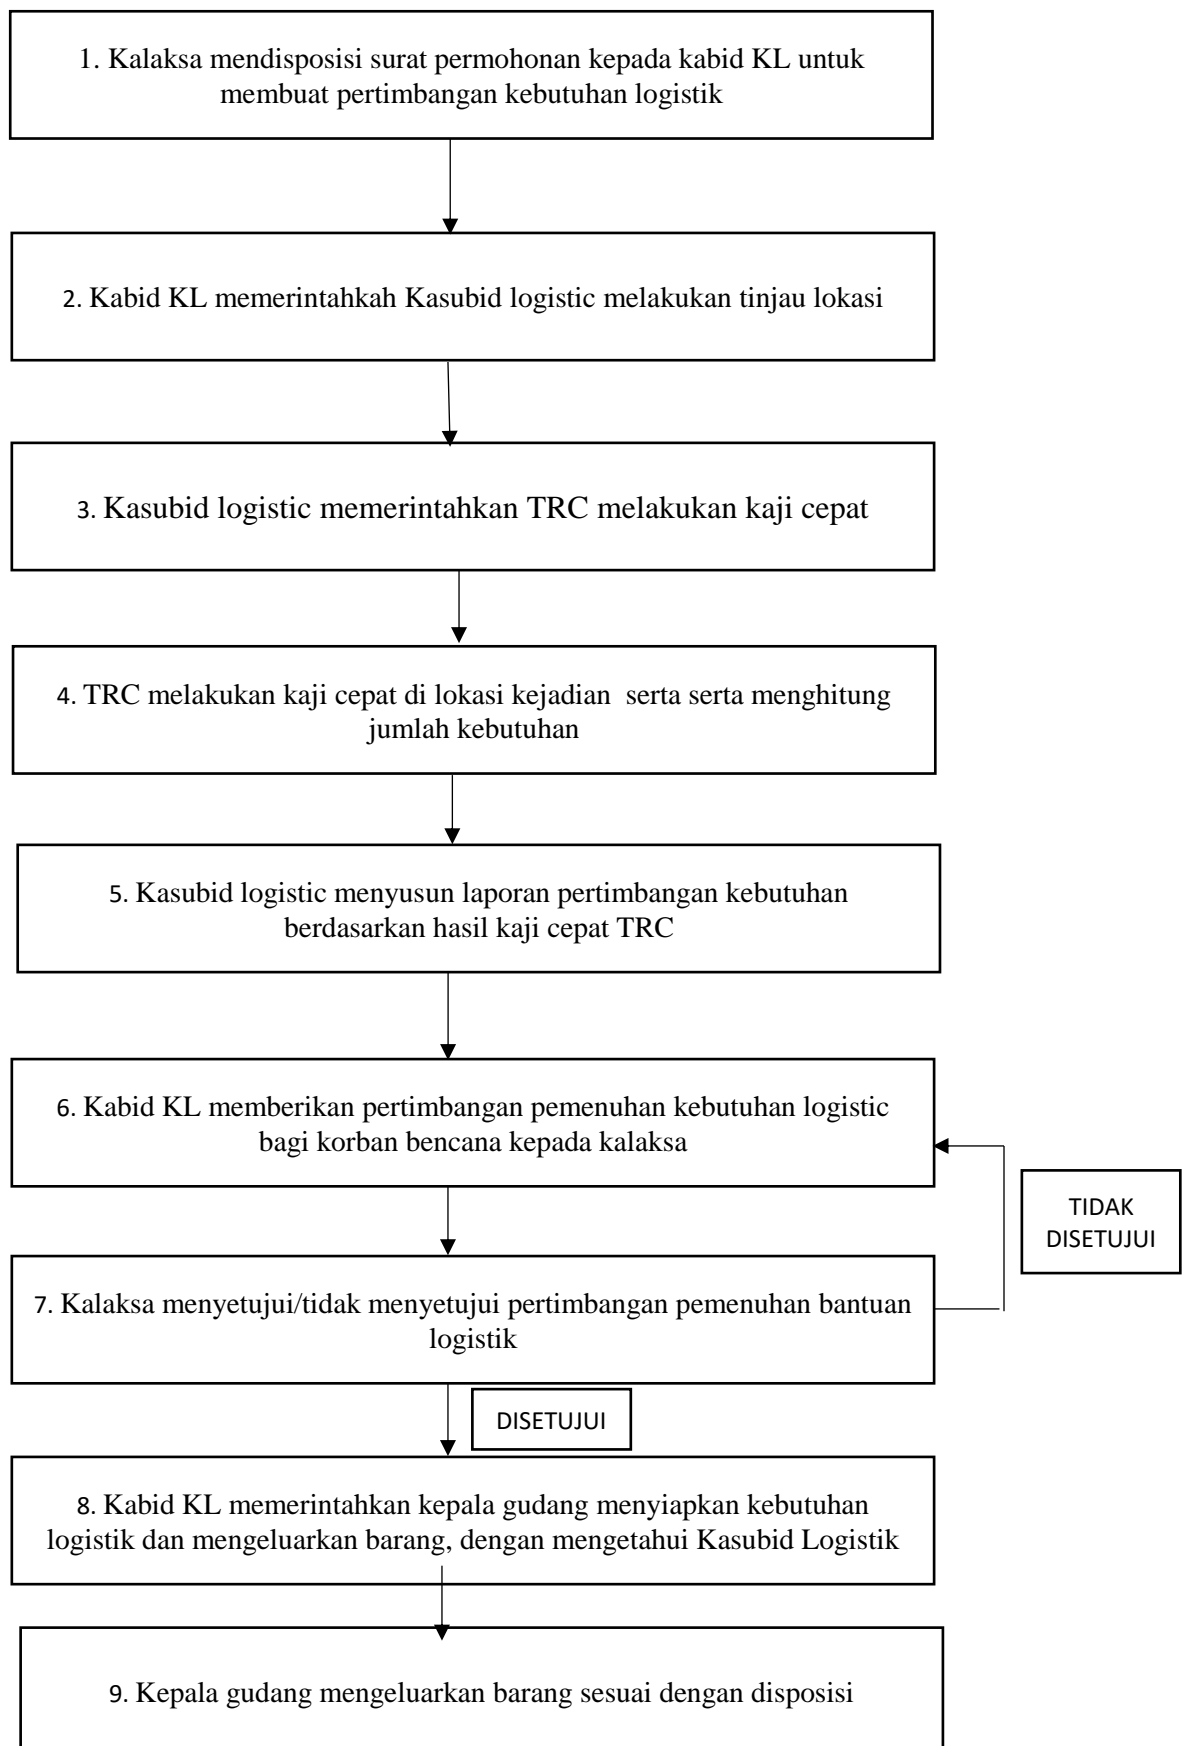 1. Kalaksa mendisposisi surat permohonan kepada kabid KL untuk
membuat pertimbangan kebutuhan logistik
2. Kabid KL memerintahkah Kasubid logistic melakukan tinjau lokasi
3. Kasubid logistic memerintahkan TRC melakukan kaji cepat
4. TRC melakukan kaji cepat di lokasi kejadian  serta serta menghitung
jumlah kebutuhan
5. Kasubid logistic menyusun laporan pertimbangan kebutuhan
berdasarkan hasil kaji cepat TRC
6. Kabid KL memberikan pertimbangan pemenuhan kebutuhan logistic
bagi korban bencana kepada kalaksa
TIDAK
DISETUJUI
7. Kalaksa menyetujui/tidak menyetujui pertimbangan pemenuhan bantuan
logistik
DISETUJUI
8. Kabid KL memerintahkan kepala gudang menyiapkan kebutuhan
logistik dan mengeluarkan barang, dengan mengetahui Kasubid Logistik
9. Kepala gudang mengeluarkan barang sesuai dengan disposisi